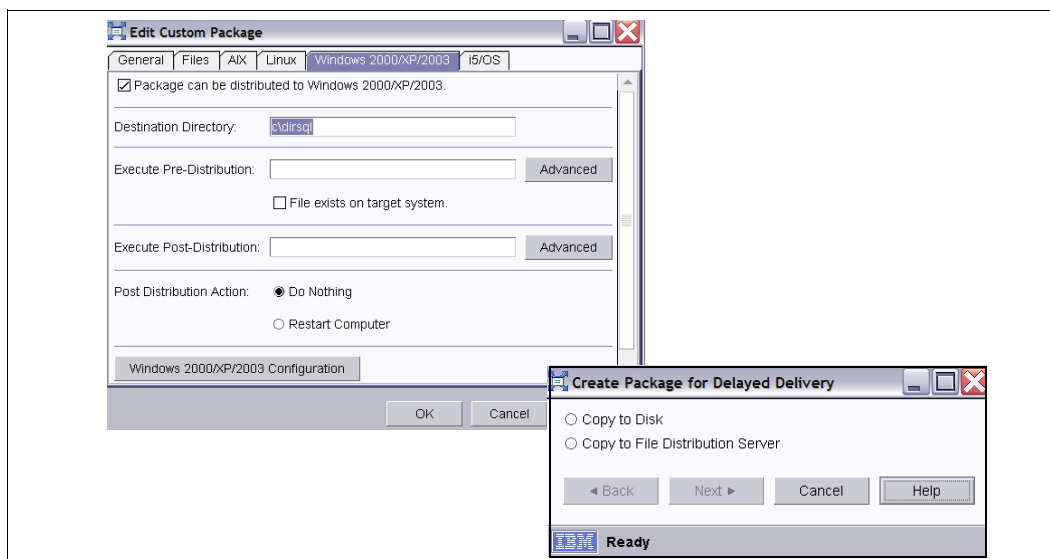 Edit Custom Package
General Files AIX Linux Windows 2000/XP/2003 i5/OS
Package can be distributed to Windows 2000/XP/2003.
Destination Directory: c\dirsql
Execute Pre-Distribution: Advanced
File exists on target system.
Execute Post-Distribution: Advanced
Post Distribution Action: Do Nothing
Restart Computer
Windows 2000/XP/2003 Configuration
OK Cancel
Create Package for Delayed Delivery
Copy to Disk
Copy to File Distribution Server
Back Next Cancel Help
IBM Ready